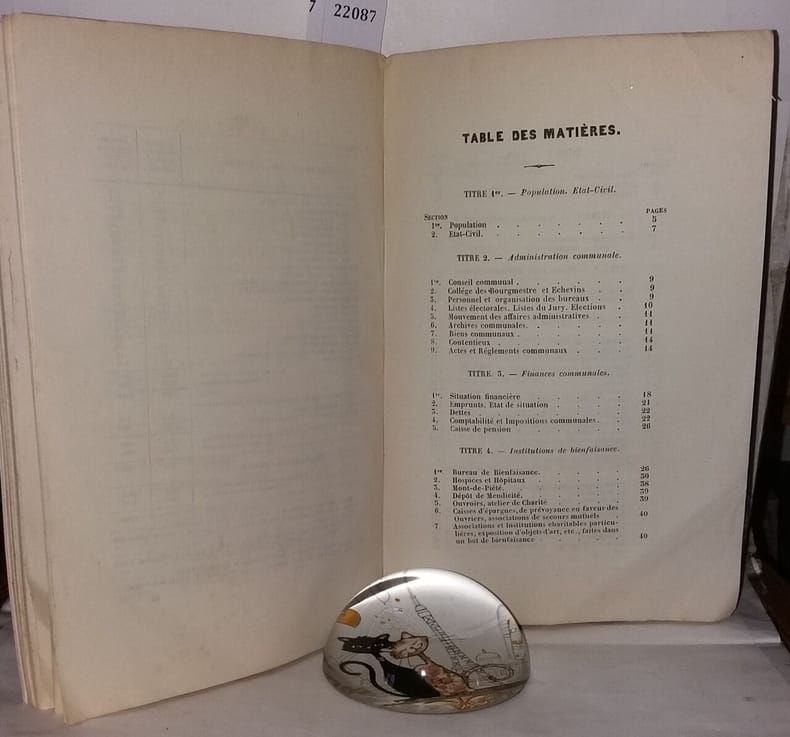 7 22087
TABLE DES MATIÈRES.
TITRE 1er. — Population. Etat-Civil.
SECTION PAGES
1re. Population . . . . . . 5
2. Etat-Civil. . . . . . . 7
TITRE 2. — Administration communale.
1re. Conseil communal . . . . . . 9
2. Collége des Bourgmestre et Echevins . . . 9
3. Personnel et organisation des bureaux . . 9
4. Listes électorales. Listes du Jury. Elections . 10
5. Mouvement des affaires administratives . . 11
6. Archives communales. . . . . . 11
7. Biens communaux . . . . . . 11
8. Contentieux . . . . . . . 14
9. Actes et Réglements communaux . . . 14
TITRE. 3. — Finances communales.
1re. Situation financière . . . . . 18
2. Emprunts. Etat de situation . . . . 21
3. Dettes . . . . . . . 22
4. Comptabilité et Impositions communales . . 22
5. Caisse de pension . . . . . 26
TITRE 4. — Institutions de bienfaisance.
1re. Bureau de Bienfaisance. . . . . 26
2. Hospices et Hôpitaux . . . . . 30
3. Mont-de-Piété. . . . . . 38
4. Dépôt de Mendicité. . . . . . 39
5. Ouvroirs, atelier de Charité . . . . 39
6. Caisses d'épargnes, de prévoyance en faveur des
Ouvriers, associations de secours mutuels . 40
7 Associations et Institutions charitables particu-
lières, exposition d'objets d'art, etc., faites dans
un but de bienfaisance . . . . 40